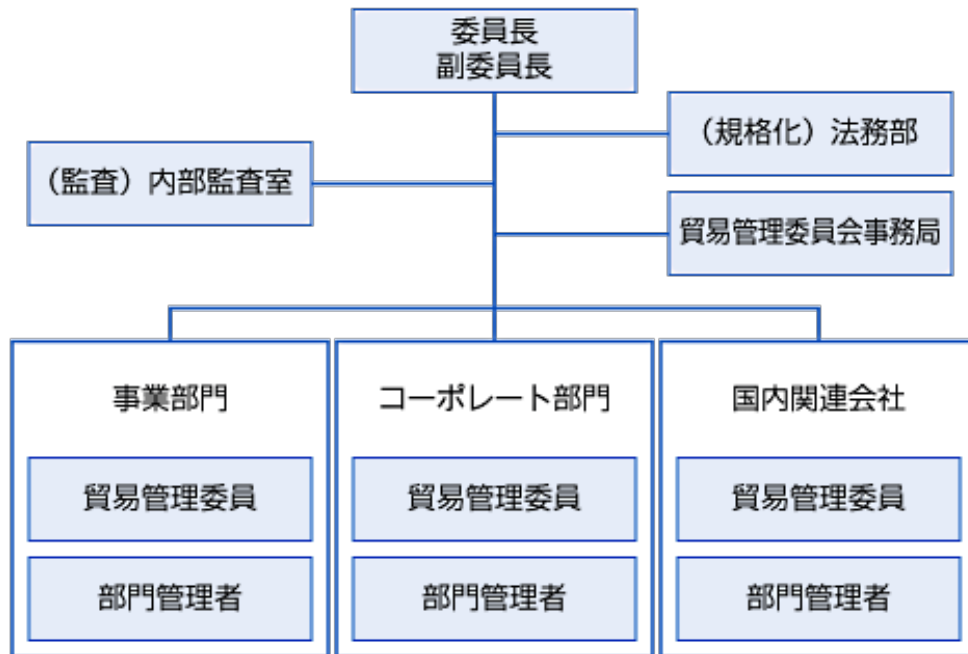 委員長
副委員長
（規格化）法務部
（監査）内部監査室
貿易管理委員会事務局
事業部門
貿易管理委員
部門管理者
コーポレート部門
貿易管理委員
部門管理者
国内関連会社
貿易管理委員
部門管理者